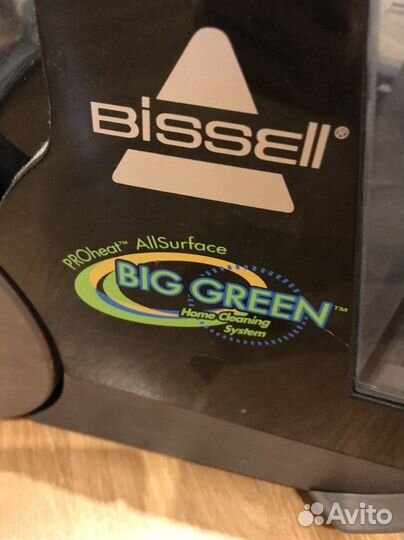 BISSELL®
PROheat™ AllSurface
BIG GREEN™
Home Cleaning
System
Avito